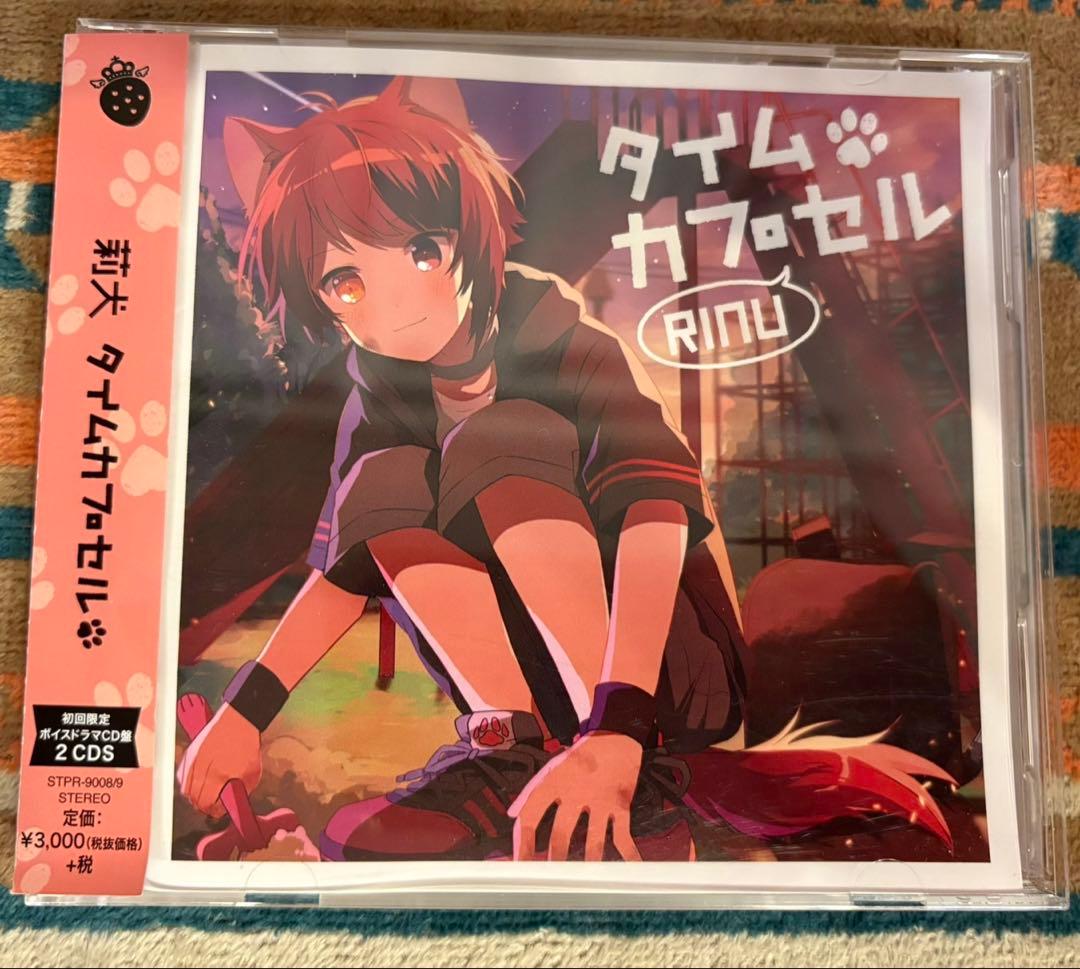 莉犬 タイムカプセル
初回限定
ボイスドラマCD盤
2 CDS
STPR-9008/9
STEREO
定価:
¥3,000(税抜価格)
+税
タイム
カプセル
RINU